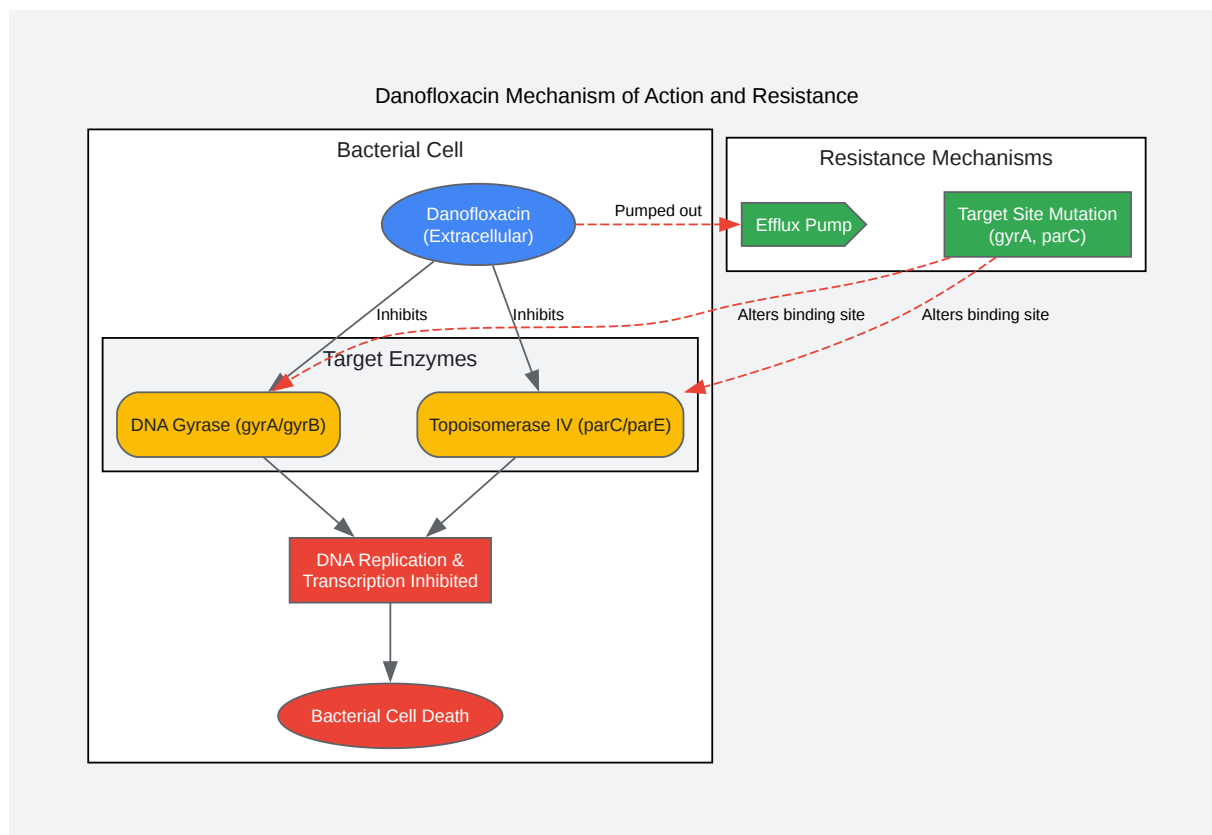 Danofloxacin Mechanism of Action and Resistance
Bacterial Cell
Resistance Mechanisms
Danofloxacin
(Extracellular)
Pumped out
Efflux Pump
Target Site Mutation
(gyrA, parC)
Inhibits
Inhibits
Alters binding site
Alters binding site
Target Enzymes
DNA Gyrase (gyrA/gyrB)
Topoisomerase IV (parC/parE)
DNA Replication &
Transcription Inhibited
Bacterial Cell Death